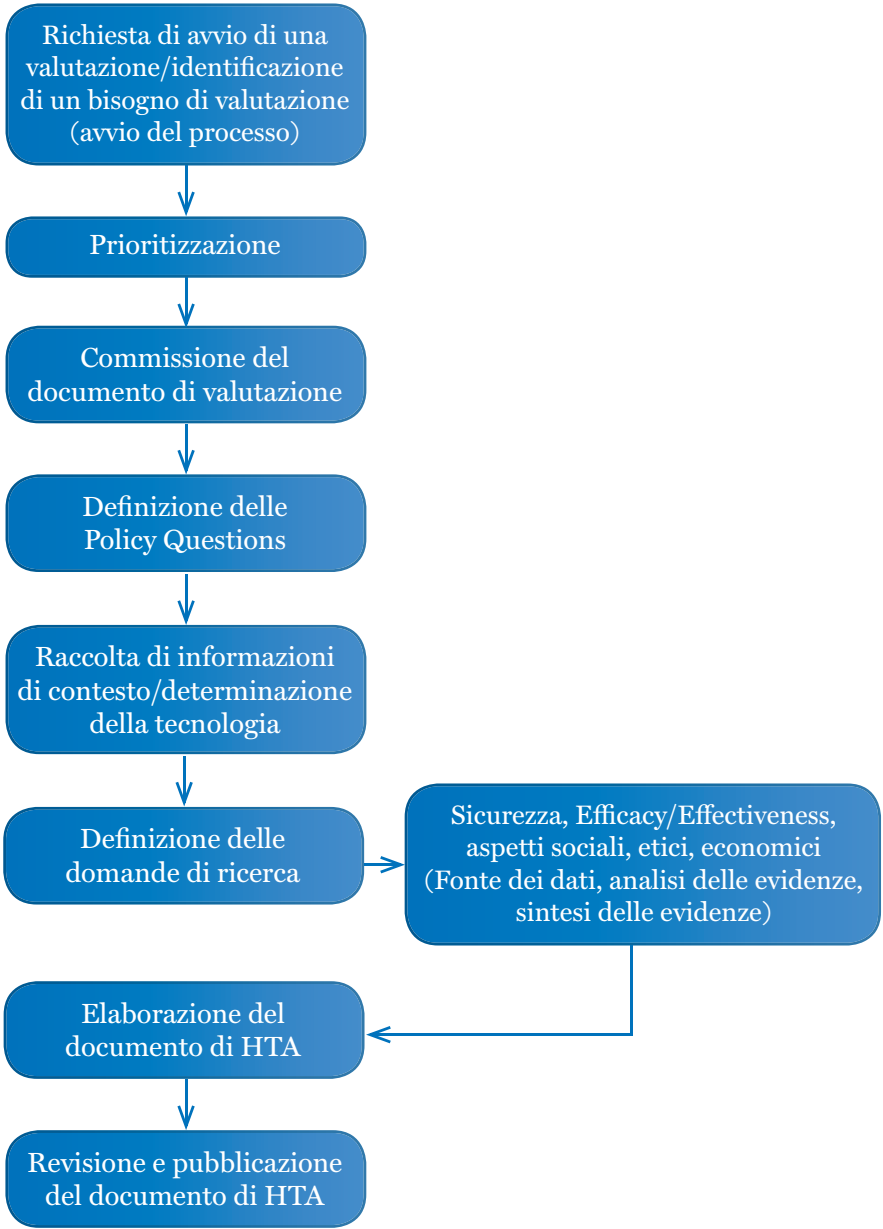 Richiesta di avvio di una
valutazione/identificazione
di un bisogno di valutazione
(avvio del processo)
Prioritizzazione
Commissione del
documento di valutazione
Definizione delle
Policy Questions
Raccolta di informazioni
di contesto/determinazione
della tecnologia
Definizione delle
domande di ricerca
Sicurezza, Efficacy/Effectiveness,
aspetti sociali, etici, economici
(Fonte dei dati, analisi delle evidenze,
sintesi delle evidenze)
Elaborazione del
documento di HTA
Revisione e pubblicazione
del documento di HTA